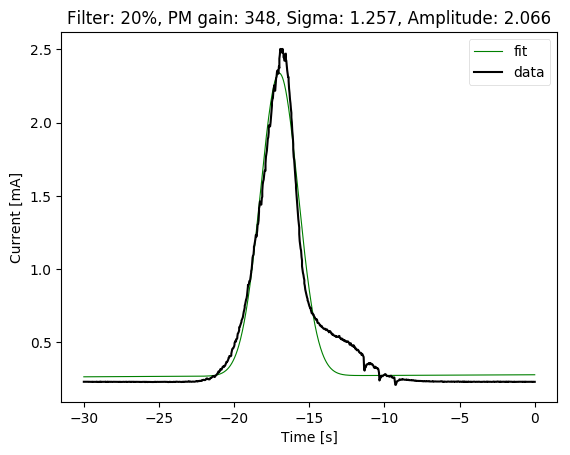 Filter: 20%, PM gain: 348, Sigma: 1.257, Amplitude: 2.066
fit
data
2.5
2.0
1.5
1.0
0.5
Current [mA]
−30 −25 −20 −15 −10 −5 0
Time [s]